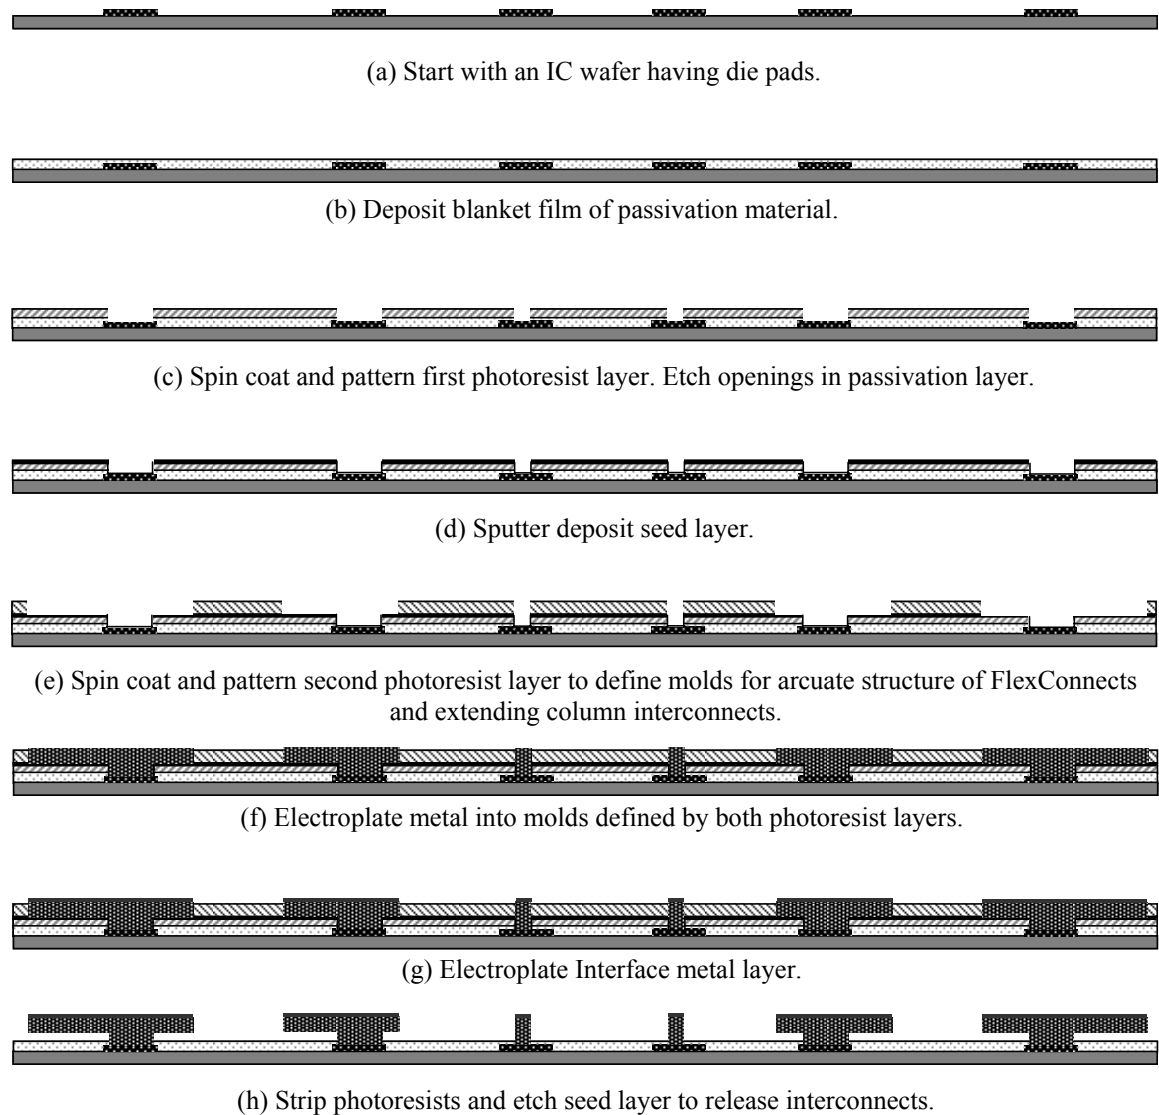 (a) Start with an IC wafer having die pads.
(b) Deposit blanket film of passivation material.
(c) Spin coat and pattern first photoresist layer. Etch openings in passivation layer.
(d) Sputter deposit seed layer.
(e) Spin coat and pattern second photoresist layer to define molds for arcuate structure of FlexConnects
and extending column interconnects.
(f) Electroplate metal into molds defined by both photoresist layers.
(g) Electroplate Interface metal layer.
(h) Strip photoresists and etch seed layer to release interconnects.